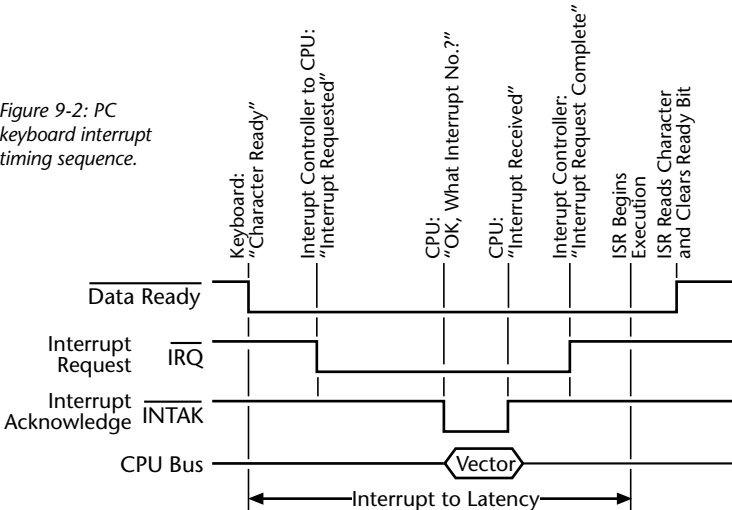 Figure 9-2: PC
keyboard interrupt
timing sequence.
Keyboard:
“Character Ready”
Interupt Controller to CPU:
“Interrupt Requested”
CPU:
“OK, What Interrupt No.?”
CPU:
“Interrupt Received”
Interupt Controller:
“Interrupt Request Complete”
ISR Begins
Execution
ISR Reads Character
and Clears Ready Bit
Data Ready
Interrupt
Request
IRQ
Interrupt
Acknowledge
INTAK
CPU Bus
Vector
Interrupt to Latency